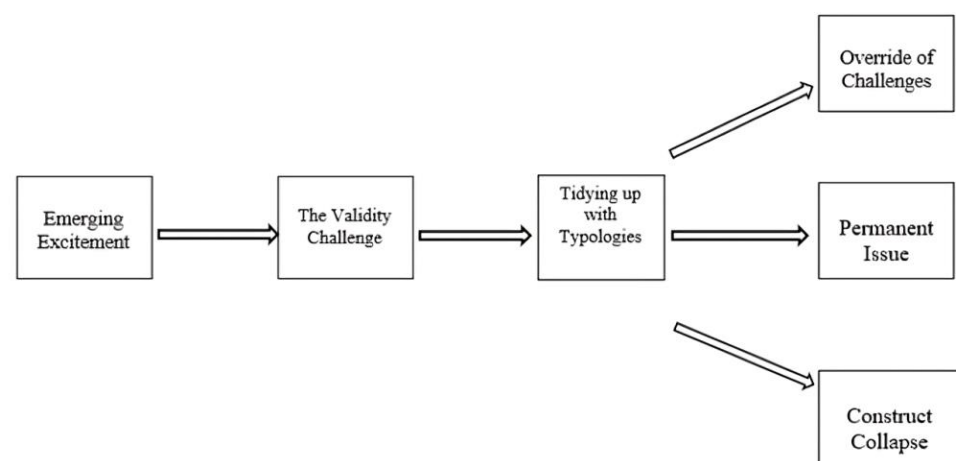 Emerging
Excitement
The Validity
Challenge
Tidying up
with
Typologies
Override of
Challenges
Permanent
Issue
Construct
Collapse